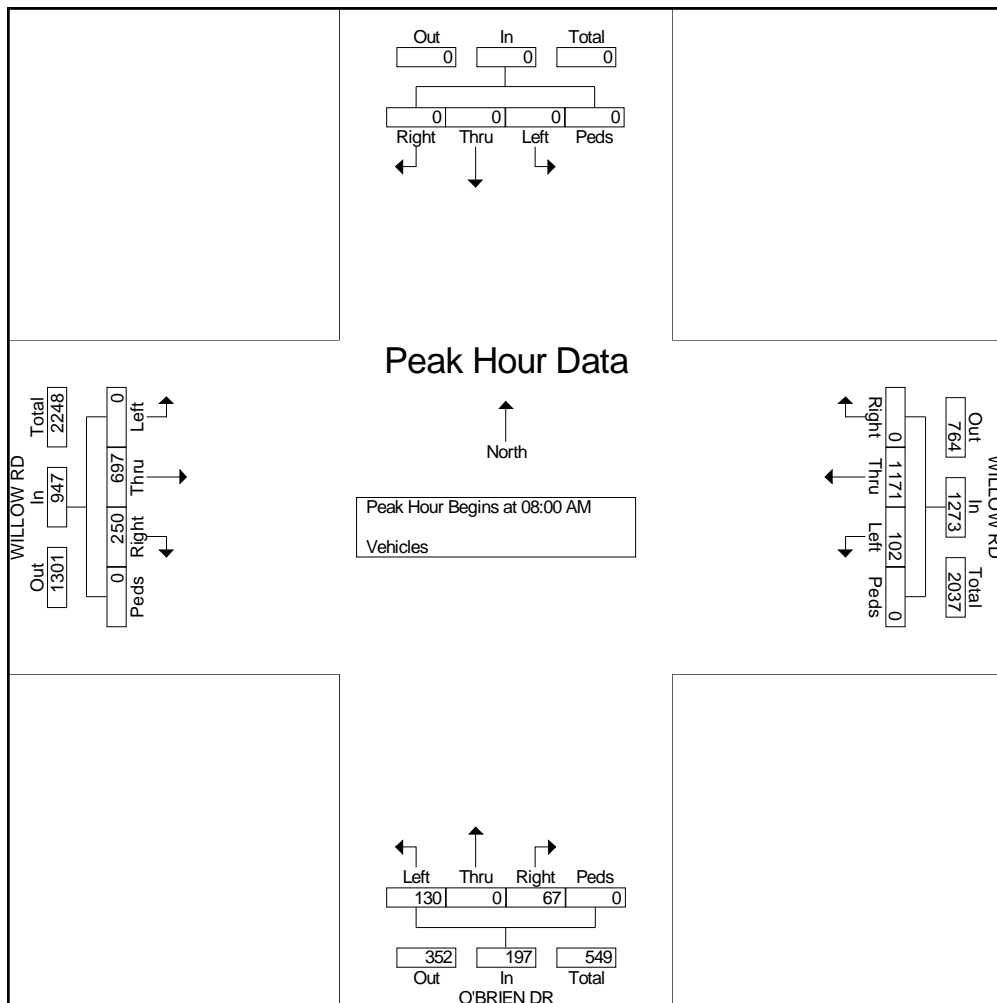 Out In Total
0 0 0
0 0 0 0
Right Thru Left Peds
Peak Hour Data
North
Peak Hour Begins at 08:00 AM
Vehicles
WILLOW RD
Total In Out
2248 947 1301
0 697 250 0
Left Thru Right Peds
WILLOW RD
Out In Total
764 1273 2037
Right Thru Left Peds
0 1171 102 0
Left Thru Right Peds
130 0 67 0
352 197 549
Out In Total
O'BRIEN DR